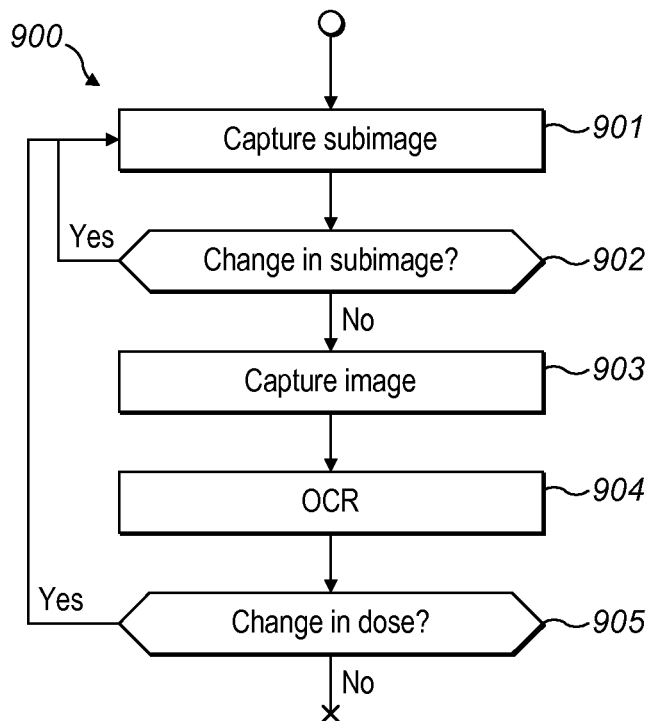 900
Capture subimage
901
Yes
Change in subimage?
902
No
Capture image
903
OCR
904
Yes
Change in dose?
905
No